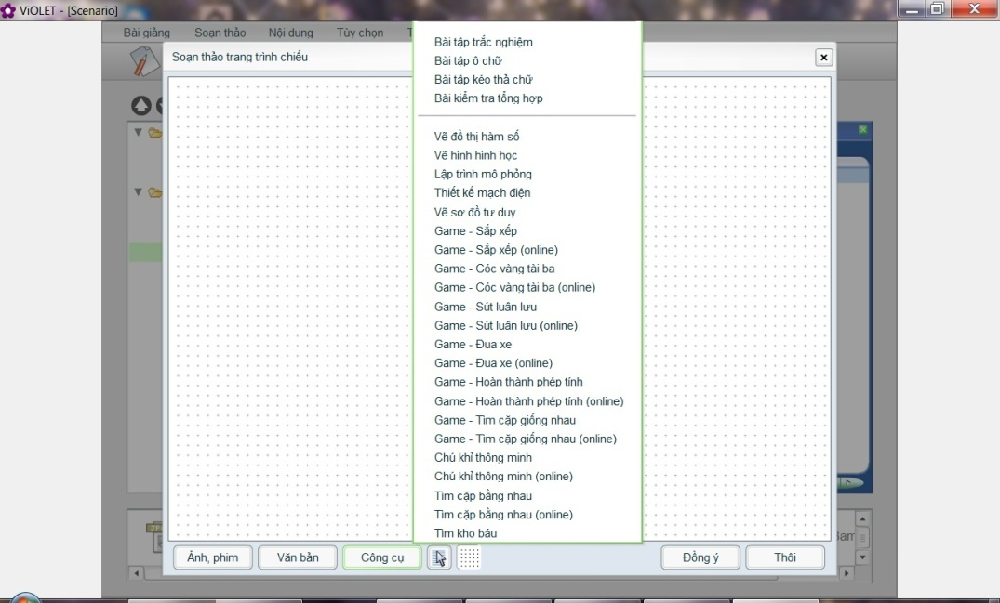 ViOLET - [Scenario]
Bài giảng Soạn thảo Nội dung Tùy chọn T
Soạn thảo trang trình chiếu
Bài tập trắc nghiệm
Bài tập ô chữ
Bài tập kéo thả chữ
Bài kiểm tra tổng hợp
Vẽ đồ thị hàm số
Vẽ hình hình học
Lập trình mô phỏng
Thiết kế mạch điện
Vẽ sơ đồ tư duy
Game - Sắp xếp
Game - Sắp xếp (online)
Game - Cóc vàng tài ba
Game - Cóc vàng tài ba (online)
Game - Sút luân lưu
Game - Sút luân lưu (online)
Game - Đua xe
Game - Đua xe (online)
Game - Hoàn thành phép tính
Game - Hoàn thành phép tính (online)
Game - Tìm cặp giống nhau
Game - Tìm cặp giống nhau (online)
Chú khỉ thông minh
Chú khỉ thông minh (online)
Tìm cặp bằng nhau
Tìm cặp bằng nhau (online)
Tìm kho báu
Ảnh, phim Văn bản Công cụ Đồng ý Thôi